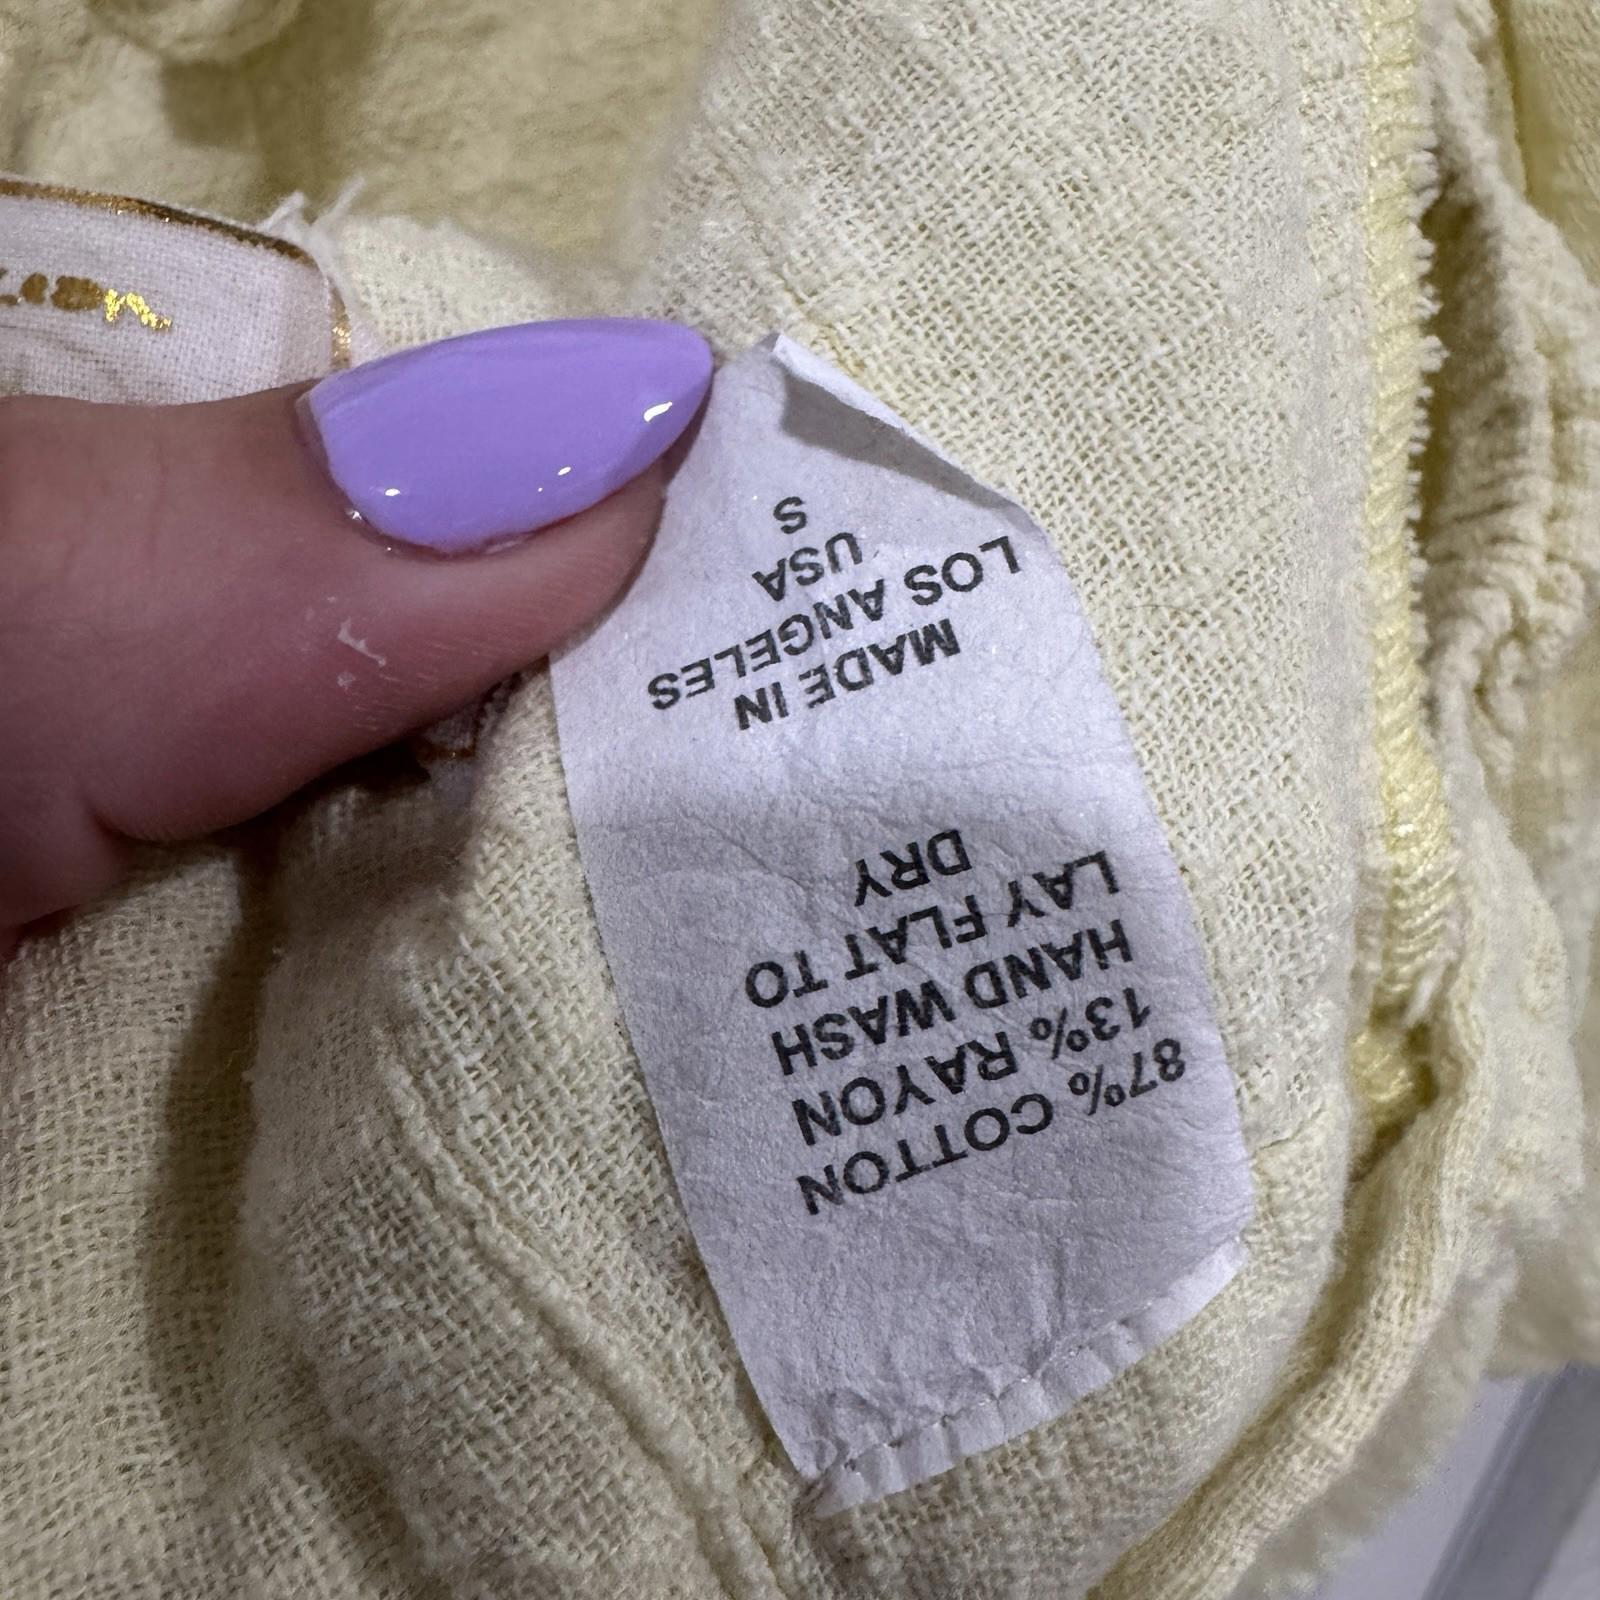 87% COTTON
13% RAYON
HAND WASH
LAY FLAT TO
DRY
MADE IN
LOS ANGELES
USA
S